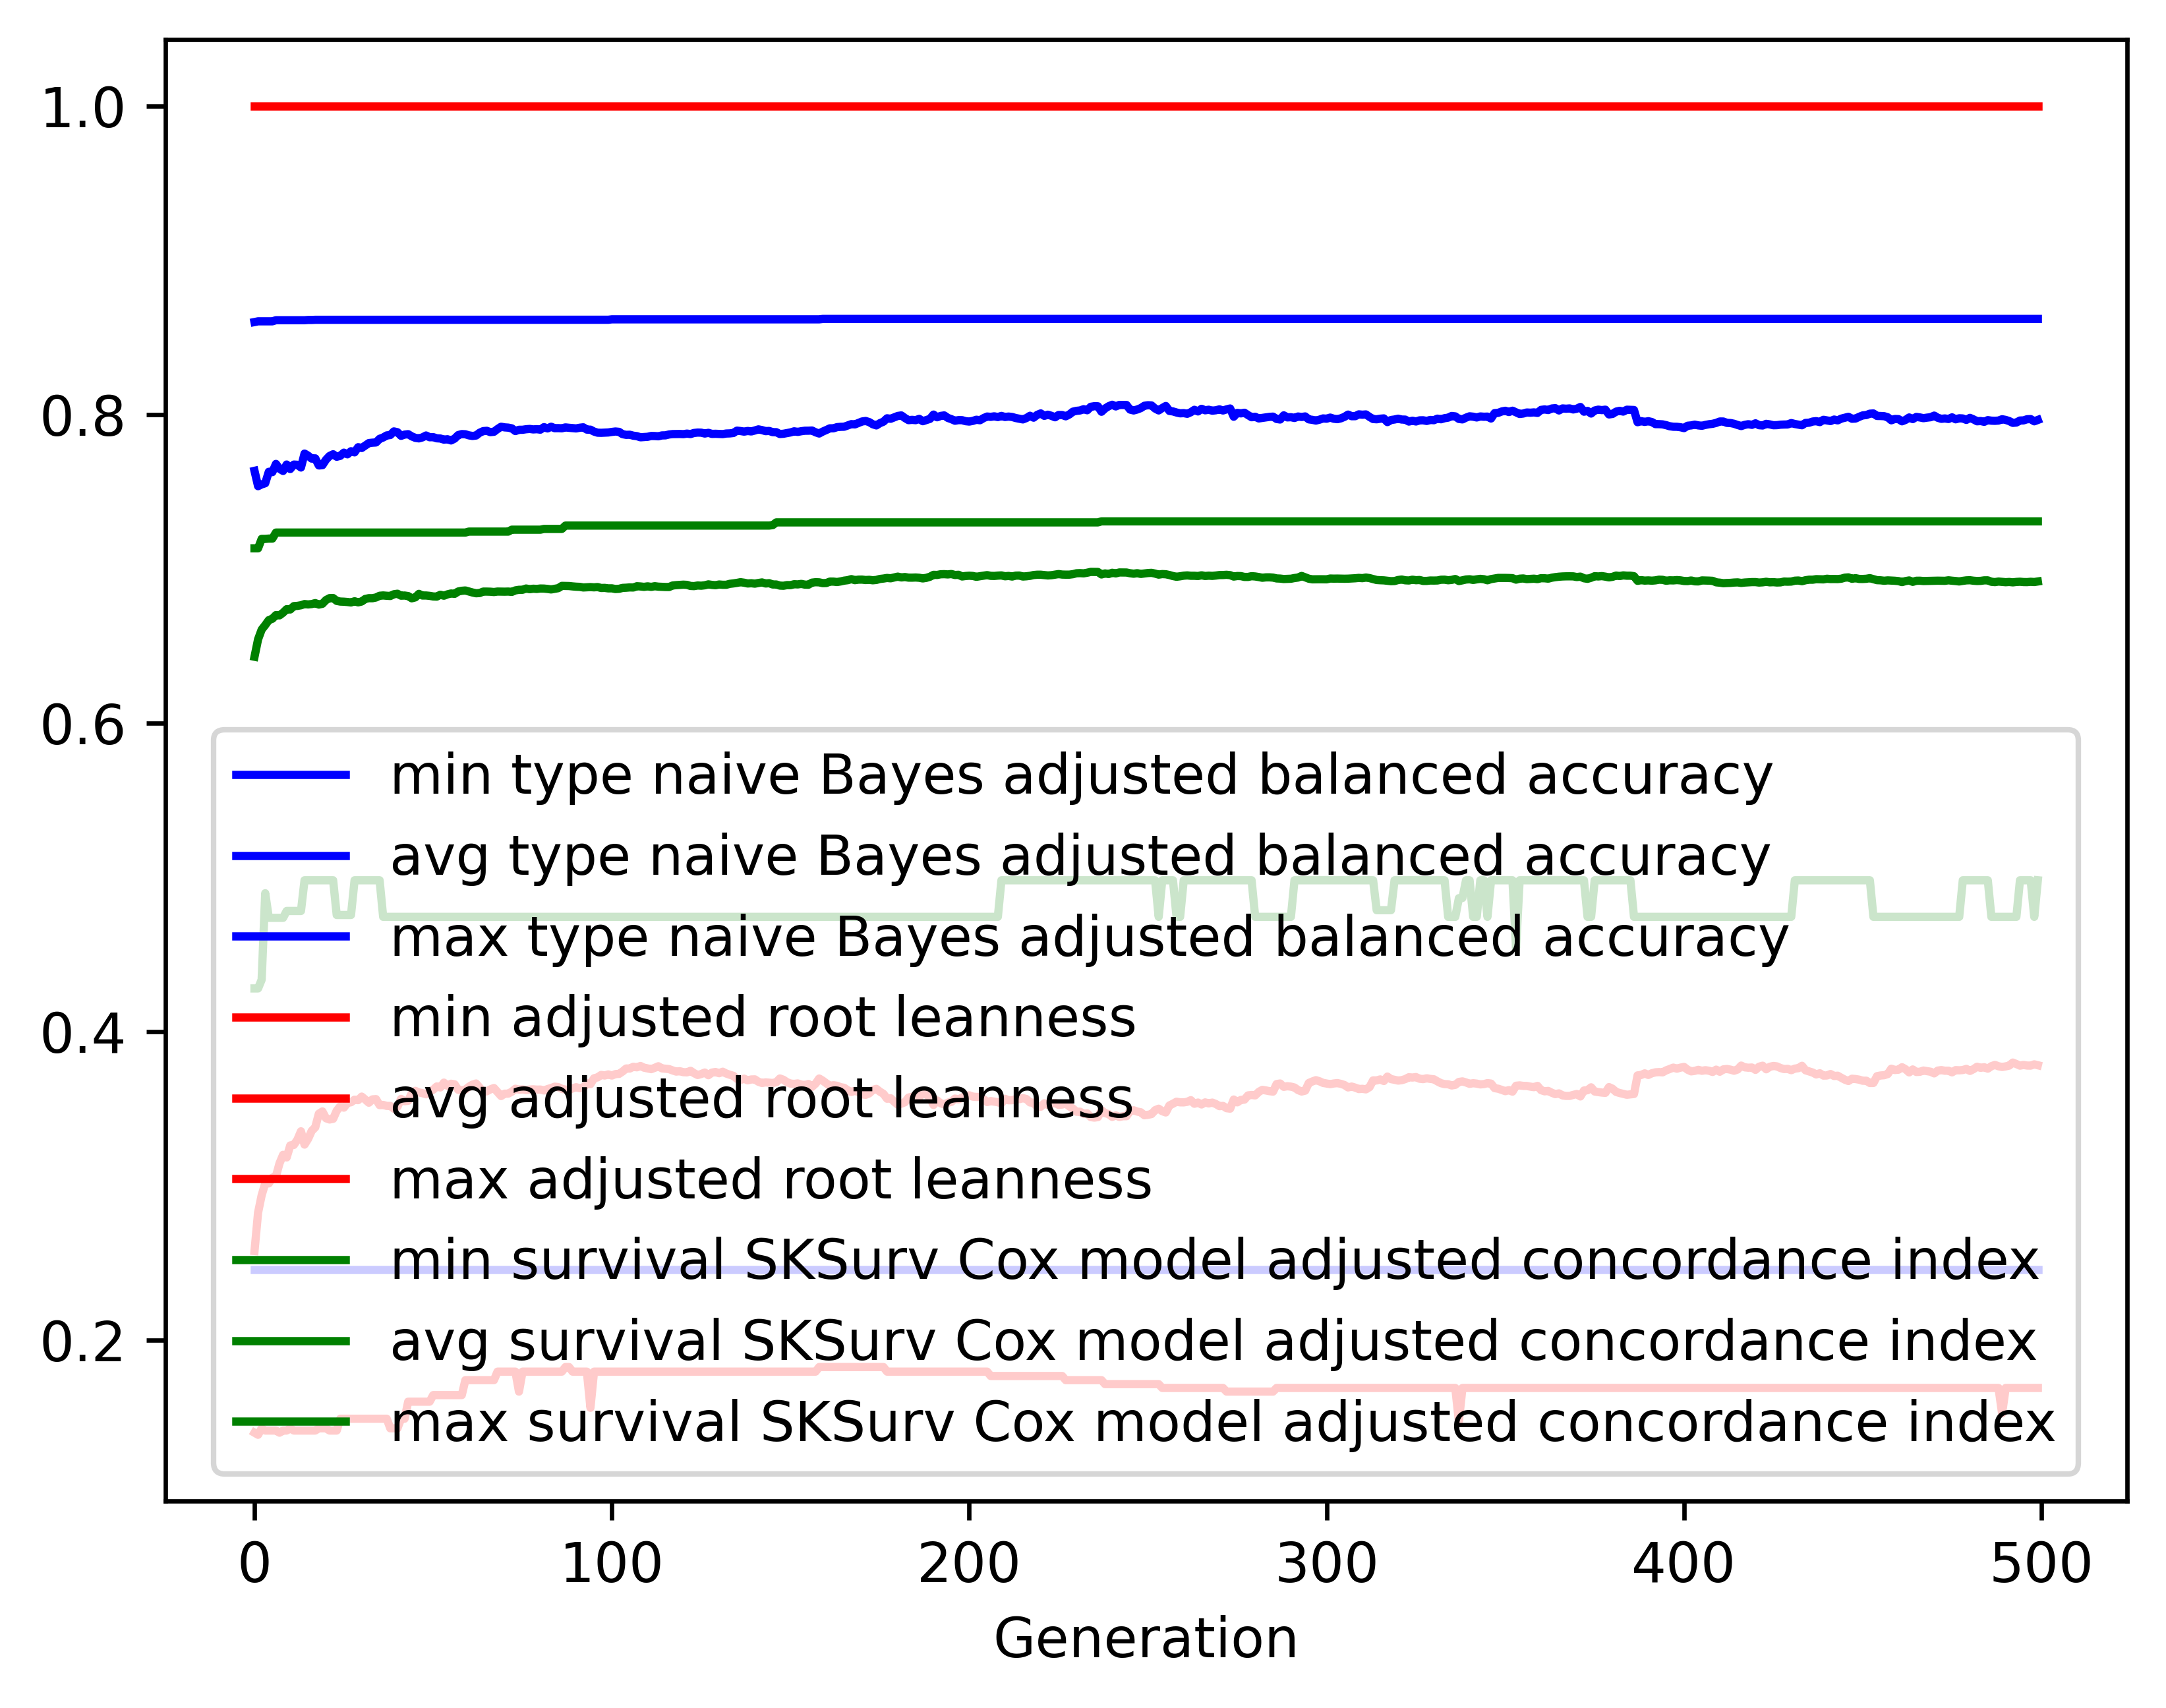 1.0
0.8
0.6
0.4
0.2
min type naive Bayes adjusted balanced accuracy
avg type naive Bayes adjusted balanced accuracy
max type naive Bayes adjusted balanced accuracy
min adjusted root leanness
avg adjusted root leanness
max adjusted root leanness
min survival SKSurv Cox model adjusted concordance index
avg survival SKSurv Cox model adjusted concordance index
max survival SKSurv Cox model adjusted concordance index
0 100 200 300 400 500
Generation